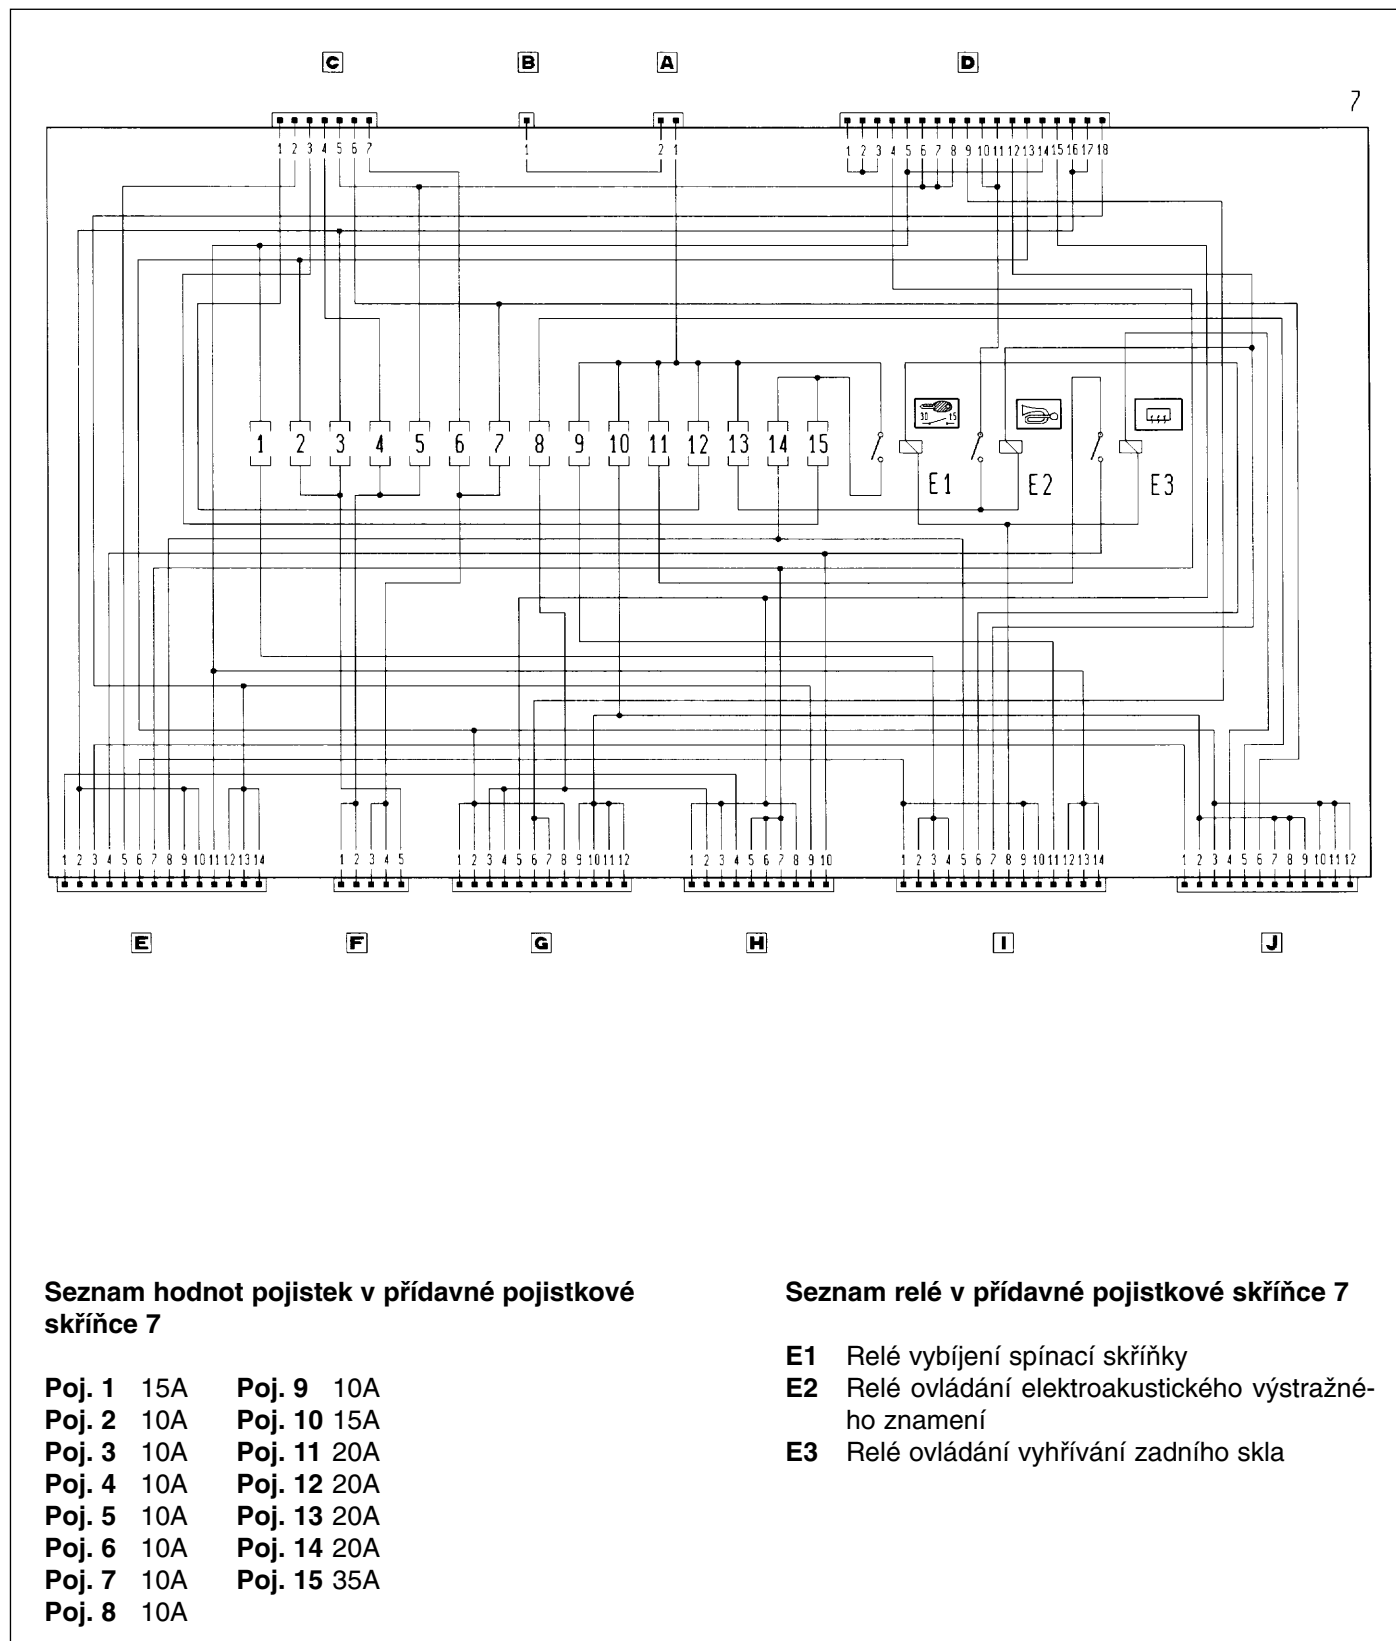 C B A D
7
1 2 3 4 5 6 7
1
2 1
1 2 3 4 5 6 7 8 9 10 11 12 13 14 15 16 17 18
30 15
1 2 3 4 5 6 7 8 9 10 11 12 13 14 15
E1 E2 E3
1 2 3 4 5 6 7 8 9 10 11 12 13 14
1 2 3 4 5
1 2 3 4 5 6 7 8 9 10 11 12
1 2 3 4 5 6 7 8 9 10
1 2 3 4 5 6 7 8 9 10 11 12 13 14
1 2 3 4 5 6 7 8 9 10 11 12
E F G H I J
Seznam hodnot pojistek v přídavné pojistkové
skříňce 7
Poj. 1 15A Poj. 9 10A
Poj. 2 10A Poj. 10 15A
Poj. 3 10A Poj. 11 20A
Poj. 4 10A Poj. 12 20A
Poj. 5 10A Poj. 13 20A
Poj. 6 10A Poj. 14 20A
Poj. 7 10A Poj. 15 35A
Poj. 8 10A
Seznam relé v přídavné pojistkové skříňce 7
E1 Relé vybíjení spínací skříňky
E2 Relé ovládání elektroakustického výstražné-
ho znamení
E3 Relé ovládání vyhřívání zadního skla